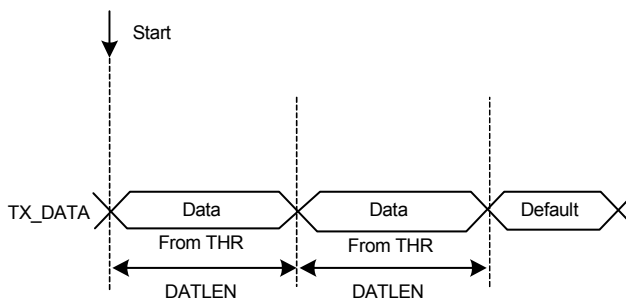 Start
TX_DATA
Data
Data
Default
From THR
From THR
DATLEN
DATLEN